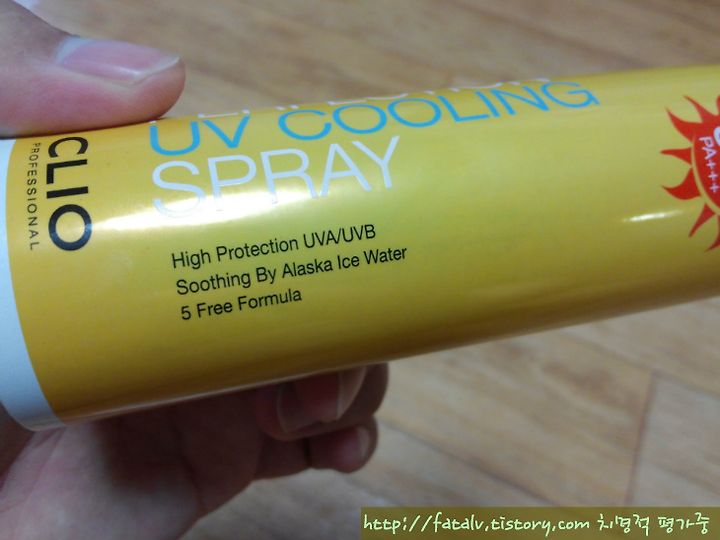 UV COOLING
SPRAY
High Protection UVA/UVB
Soothing By Alaska Ice Water
5 Free Formula
CLIO
PROFESSIONAL
PA+++
http://fatalv.tistory.com 치명적 평가중